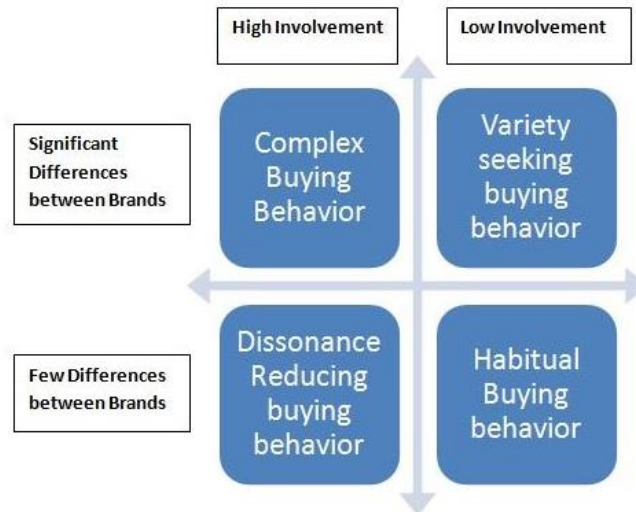 High Involvement
Low Involvement
Significant
Differences
between Brands
Complex
Buying
Behavior
Variety
seeking
buying
behavior
Few Differences
between Brands
Dissonance
Reducing
buying
behavior
Habitual
Buying
behavior